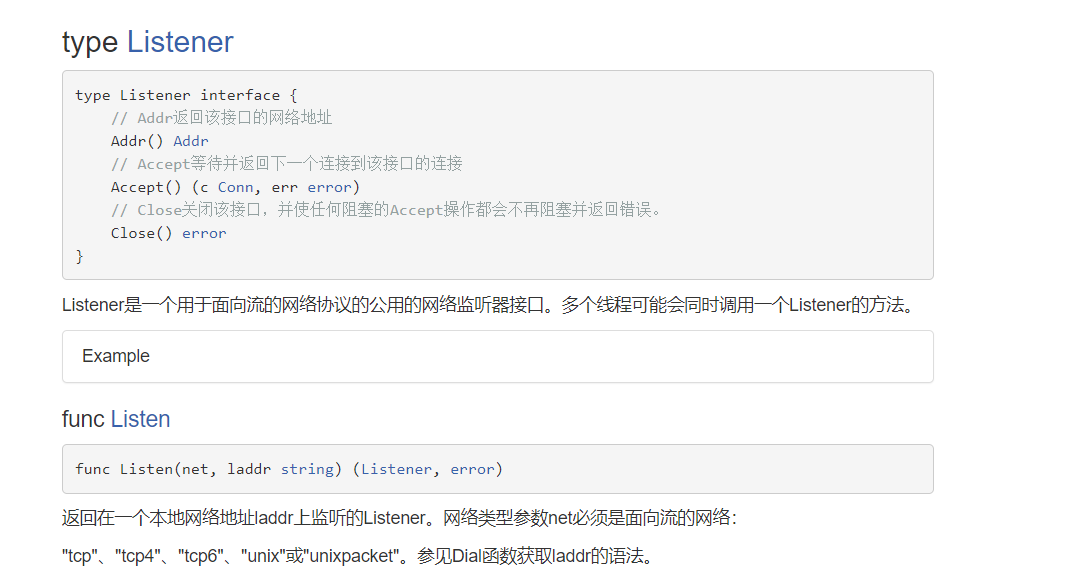 type Listener
type Listener interface {
    // Addr返回该接口的网络地址
    Addr() Addr
    // Accept等待并返回下一个连接到该接口的连接
    Accept() (c Conn, err error)
    // Close关闭该接口，并使任何阻塞的Accept操作都会不再阻塞并返回错误。
    Close() error
}
Listener是一个用于面向流的网络协议的公用的网络监听器接口。多个线程可能会同时调用一个Listener的方法。
Example
func Listen
func Listen(net, laddr string) (Listener, error)
返回在一个本地网络地址laddr上监听的Listener。网络类型参数net必须是面向流的网络：
"tcp"、"tcp4"、"tcp6"、"unix"或"unixpacket"。参见Dial函数获取laddr的语法。